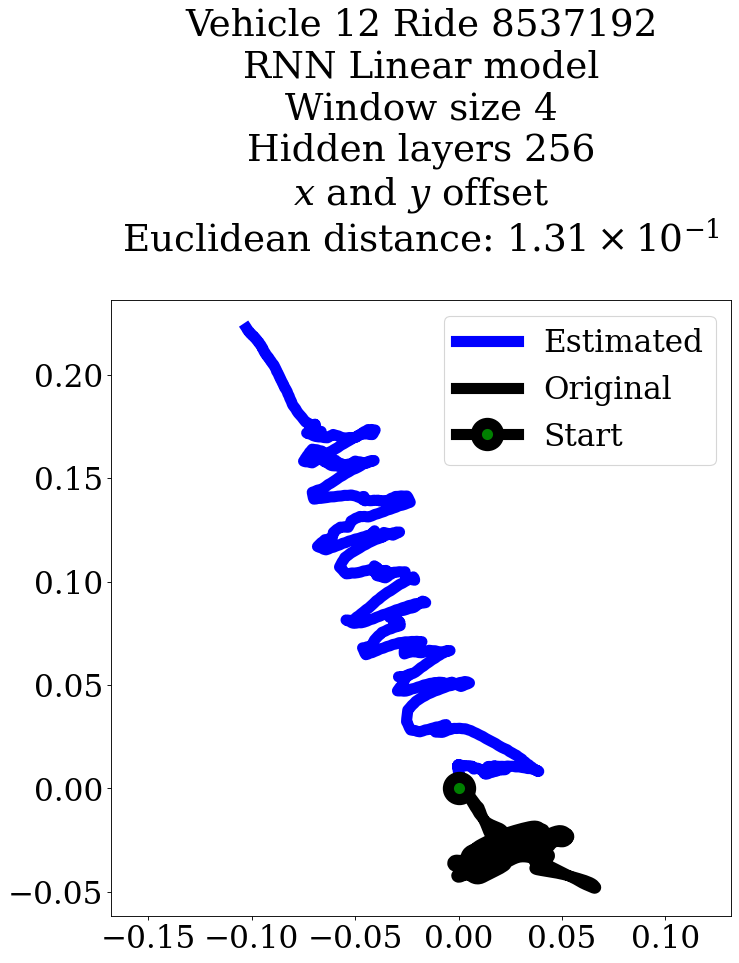 Vehicle 12 Ride 8537192
RNN Linear model
Window size 4
Hidden layers 256
x and y offset
Euclidean distance: 1.31 × 10⁻¹
Estimated
Original
Start
0.20
0.15
0.10
0.05
0.00
−0.05
−0.15 −0.10 −0.05 0.00 0.05 0.10